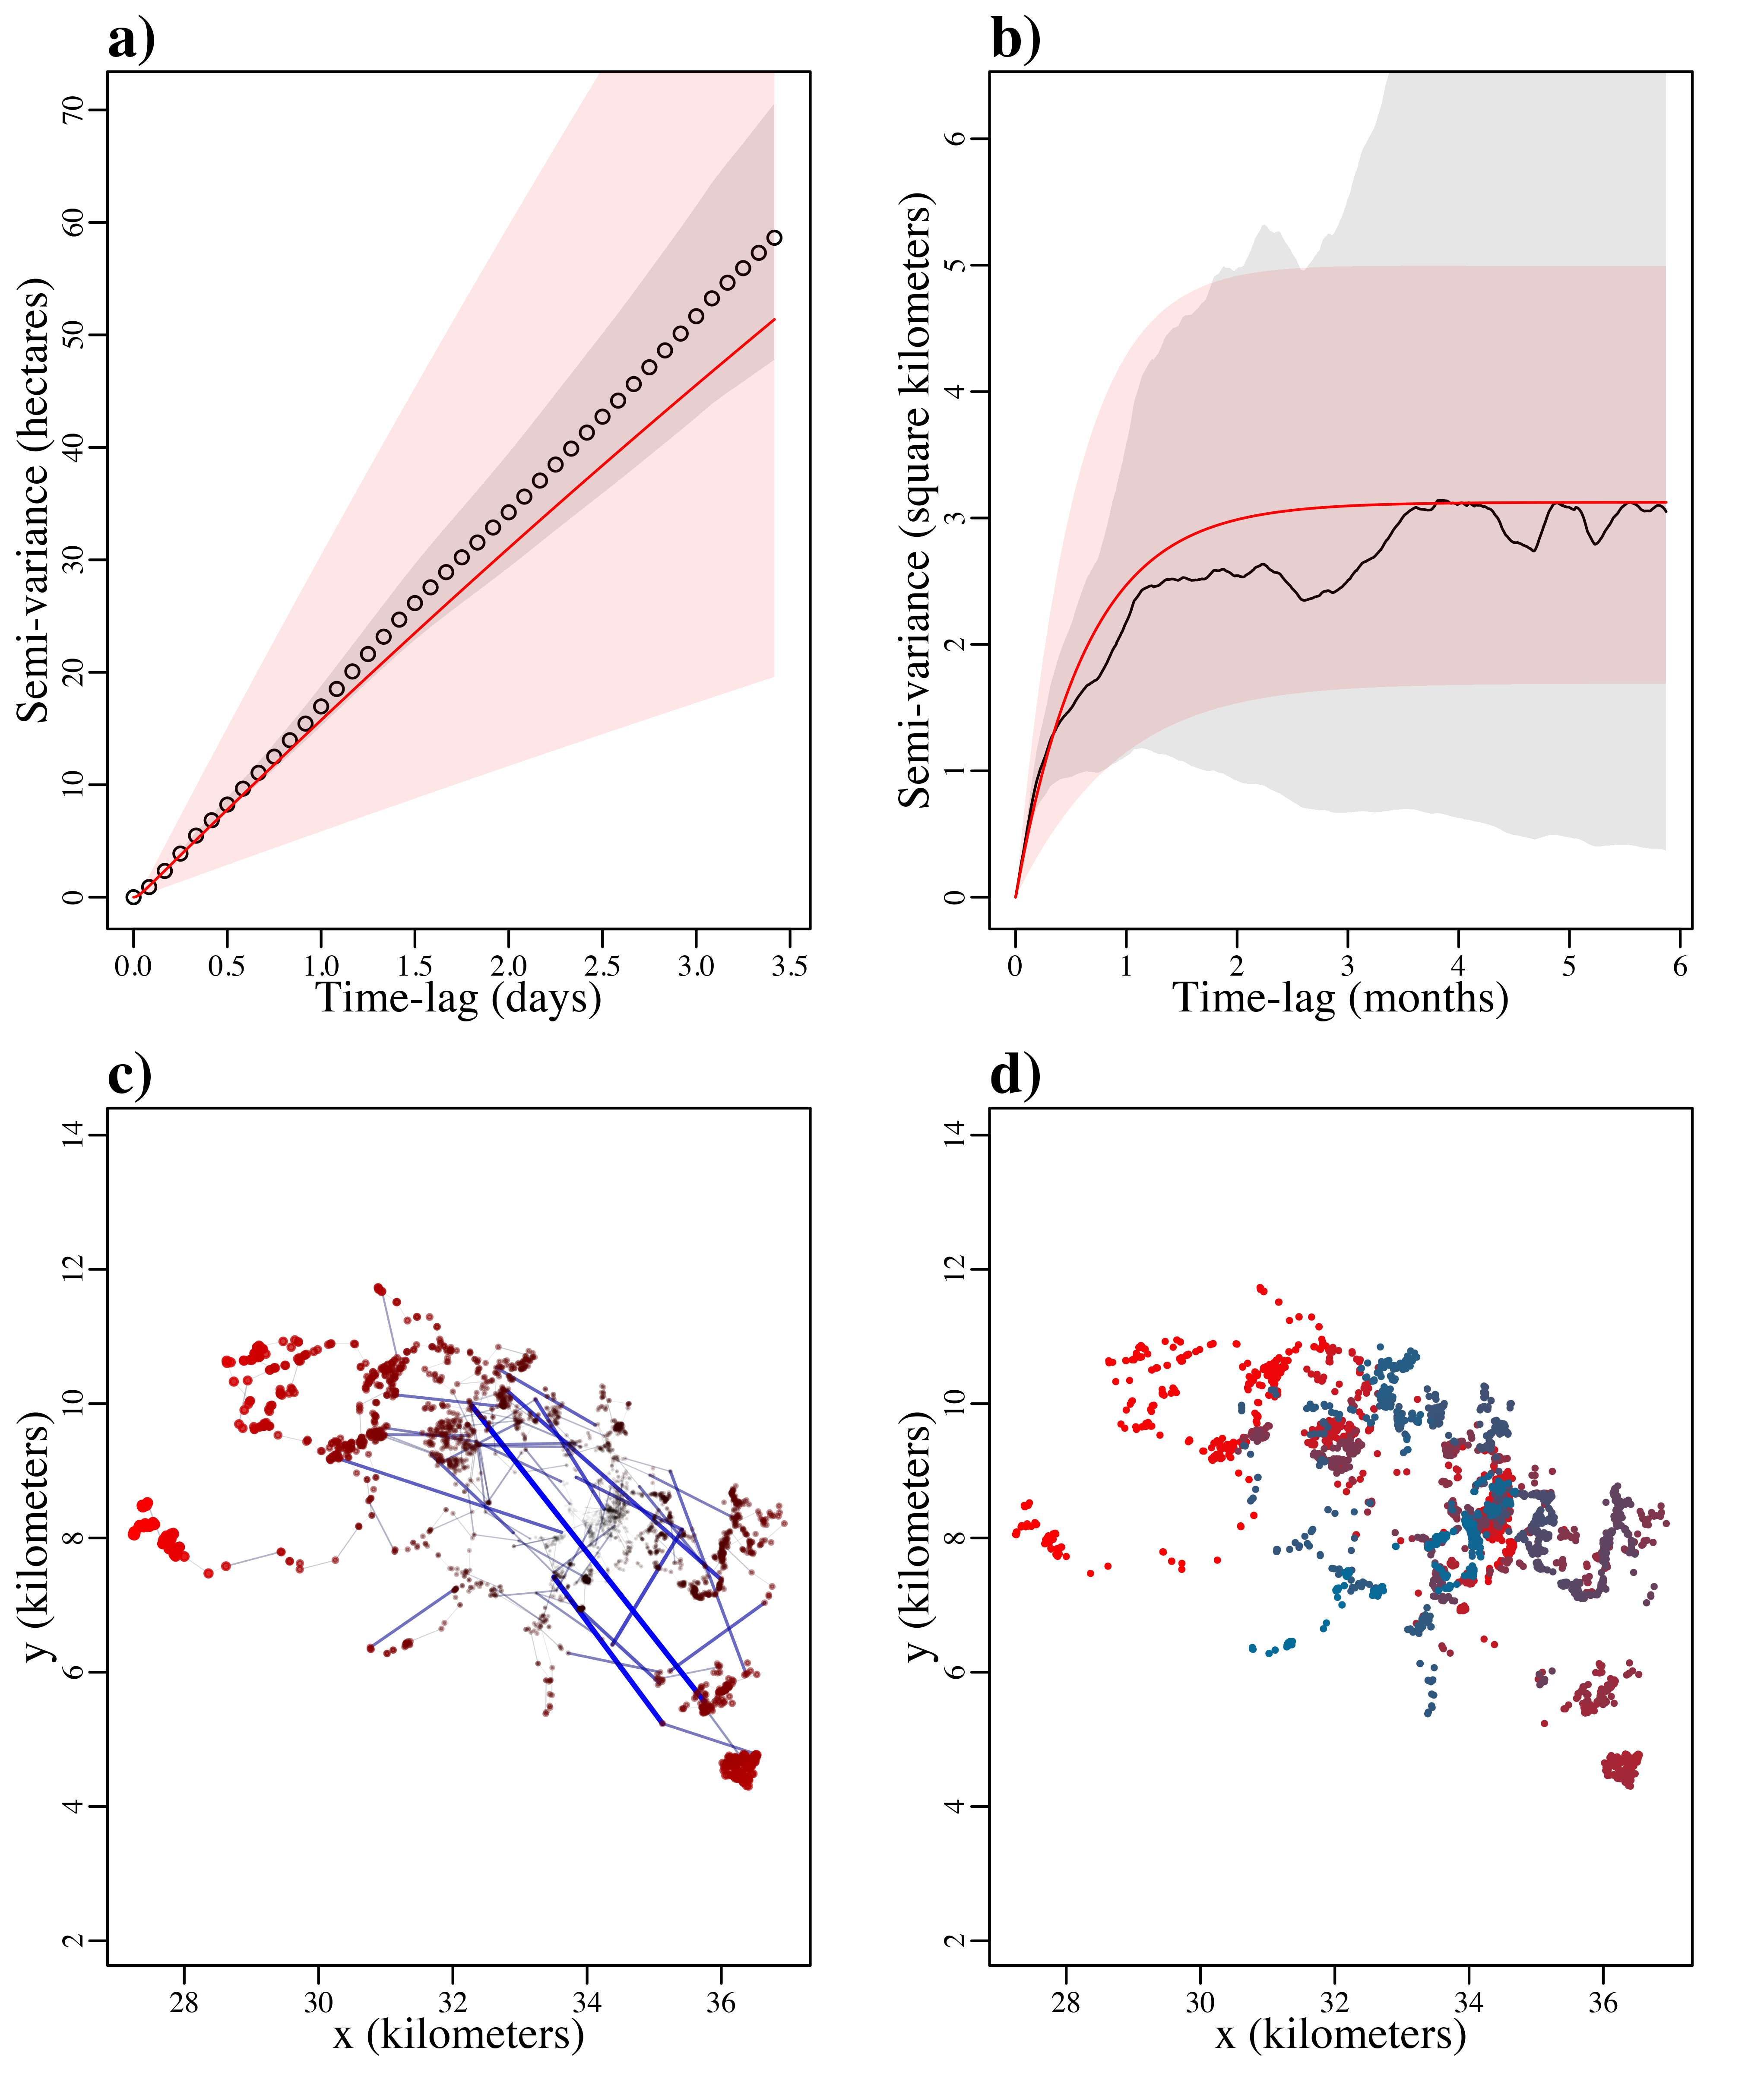 a)
Semi-variance (hectares)
0 10 20 30 40 50 60 70
0.0 0.5 1.0 1.5 2.0 2.5 3.0 3.5
Time-lag (days)
b)
Semi-variance (square kilometers)
0 1 2 3 4 5 6
0 1 2 3 4 5 6
Time-lag (months)
c)
y (kilometers)
2 4 6 8 10 12 14
28 30 32 34 36
x (kilometers)
d)
y (kilometers)
2 4 6 8 10 12 14
28 30 32 34 36
x (kilometers)